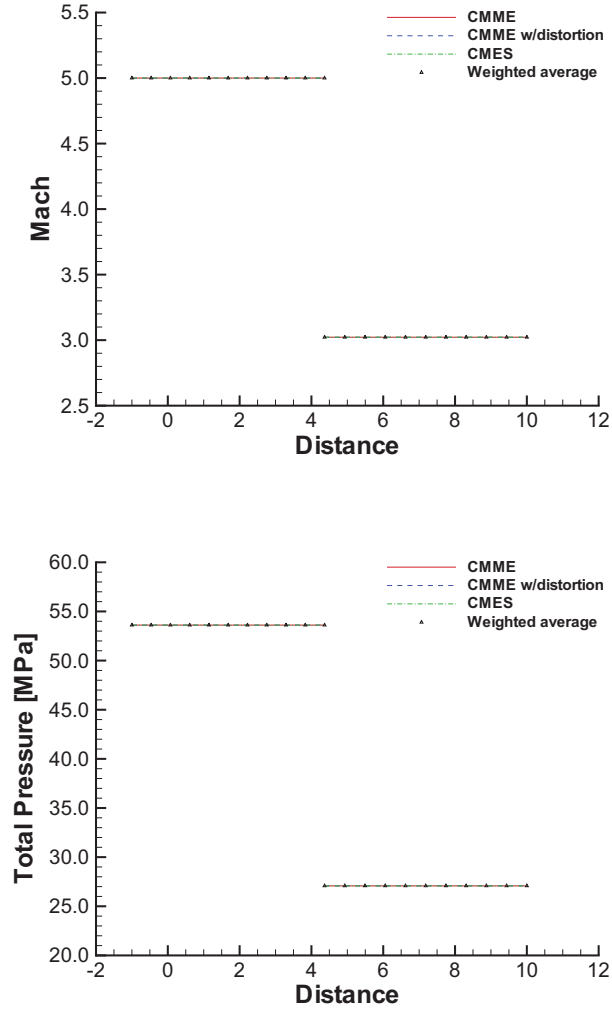 5.5
5.0
4.5
4.0
3.5
3.0
2.5
Mach
-2 0 2 4 6 8 10 12
Distance
CMME
CMME w/distortion
CMES
Weighted average
60.0
55.0
50.0
45.0
40.0
35.0
30.0
25.0
20.0
Total Pressure [MPa]
-2 0 2 4 6 8 10 12
Distance
CMME
CMME w/distortion
CMES
Weighted average